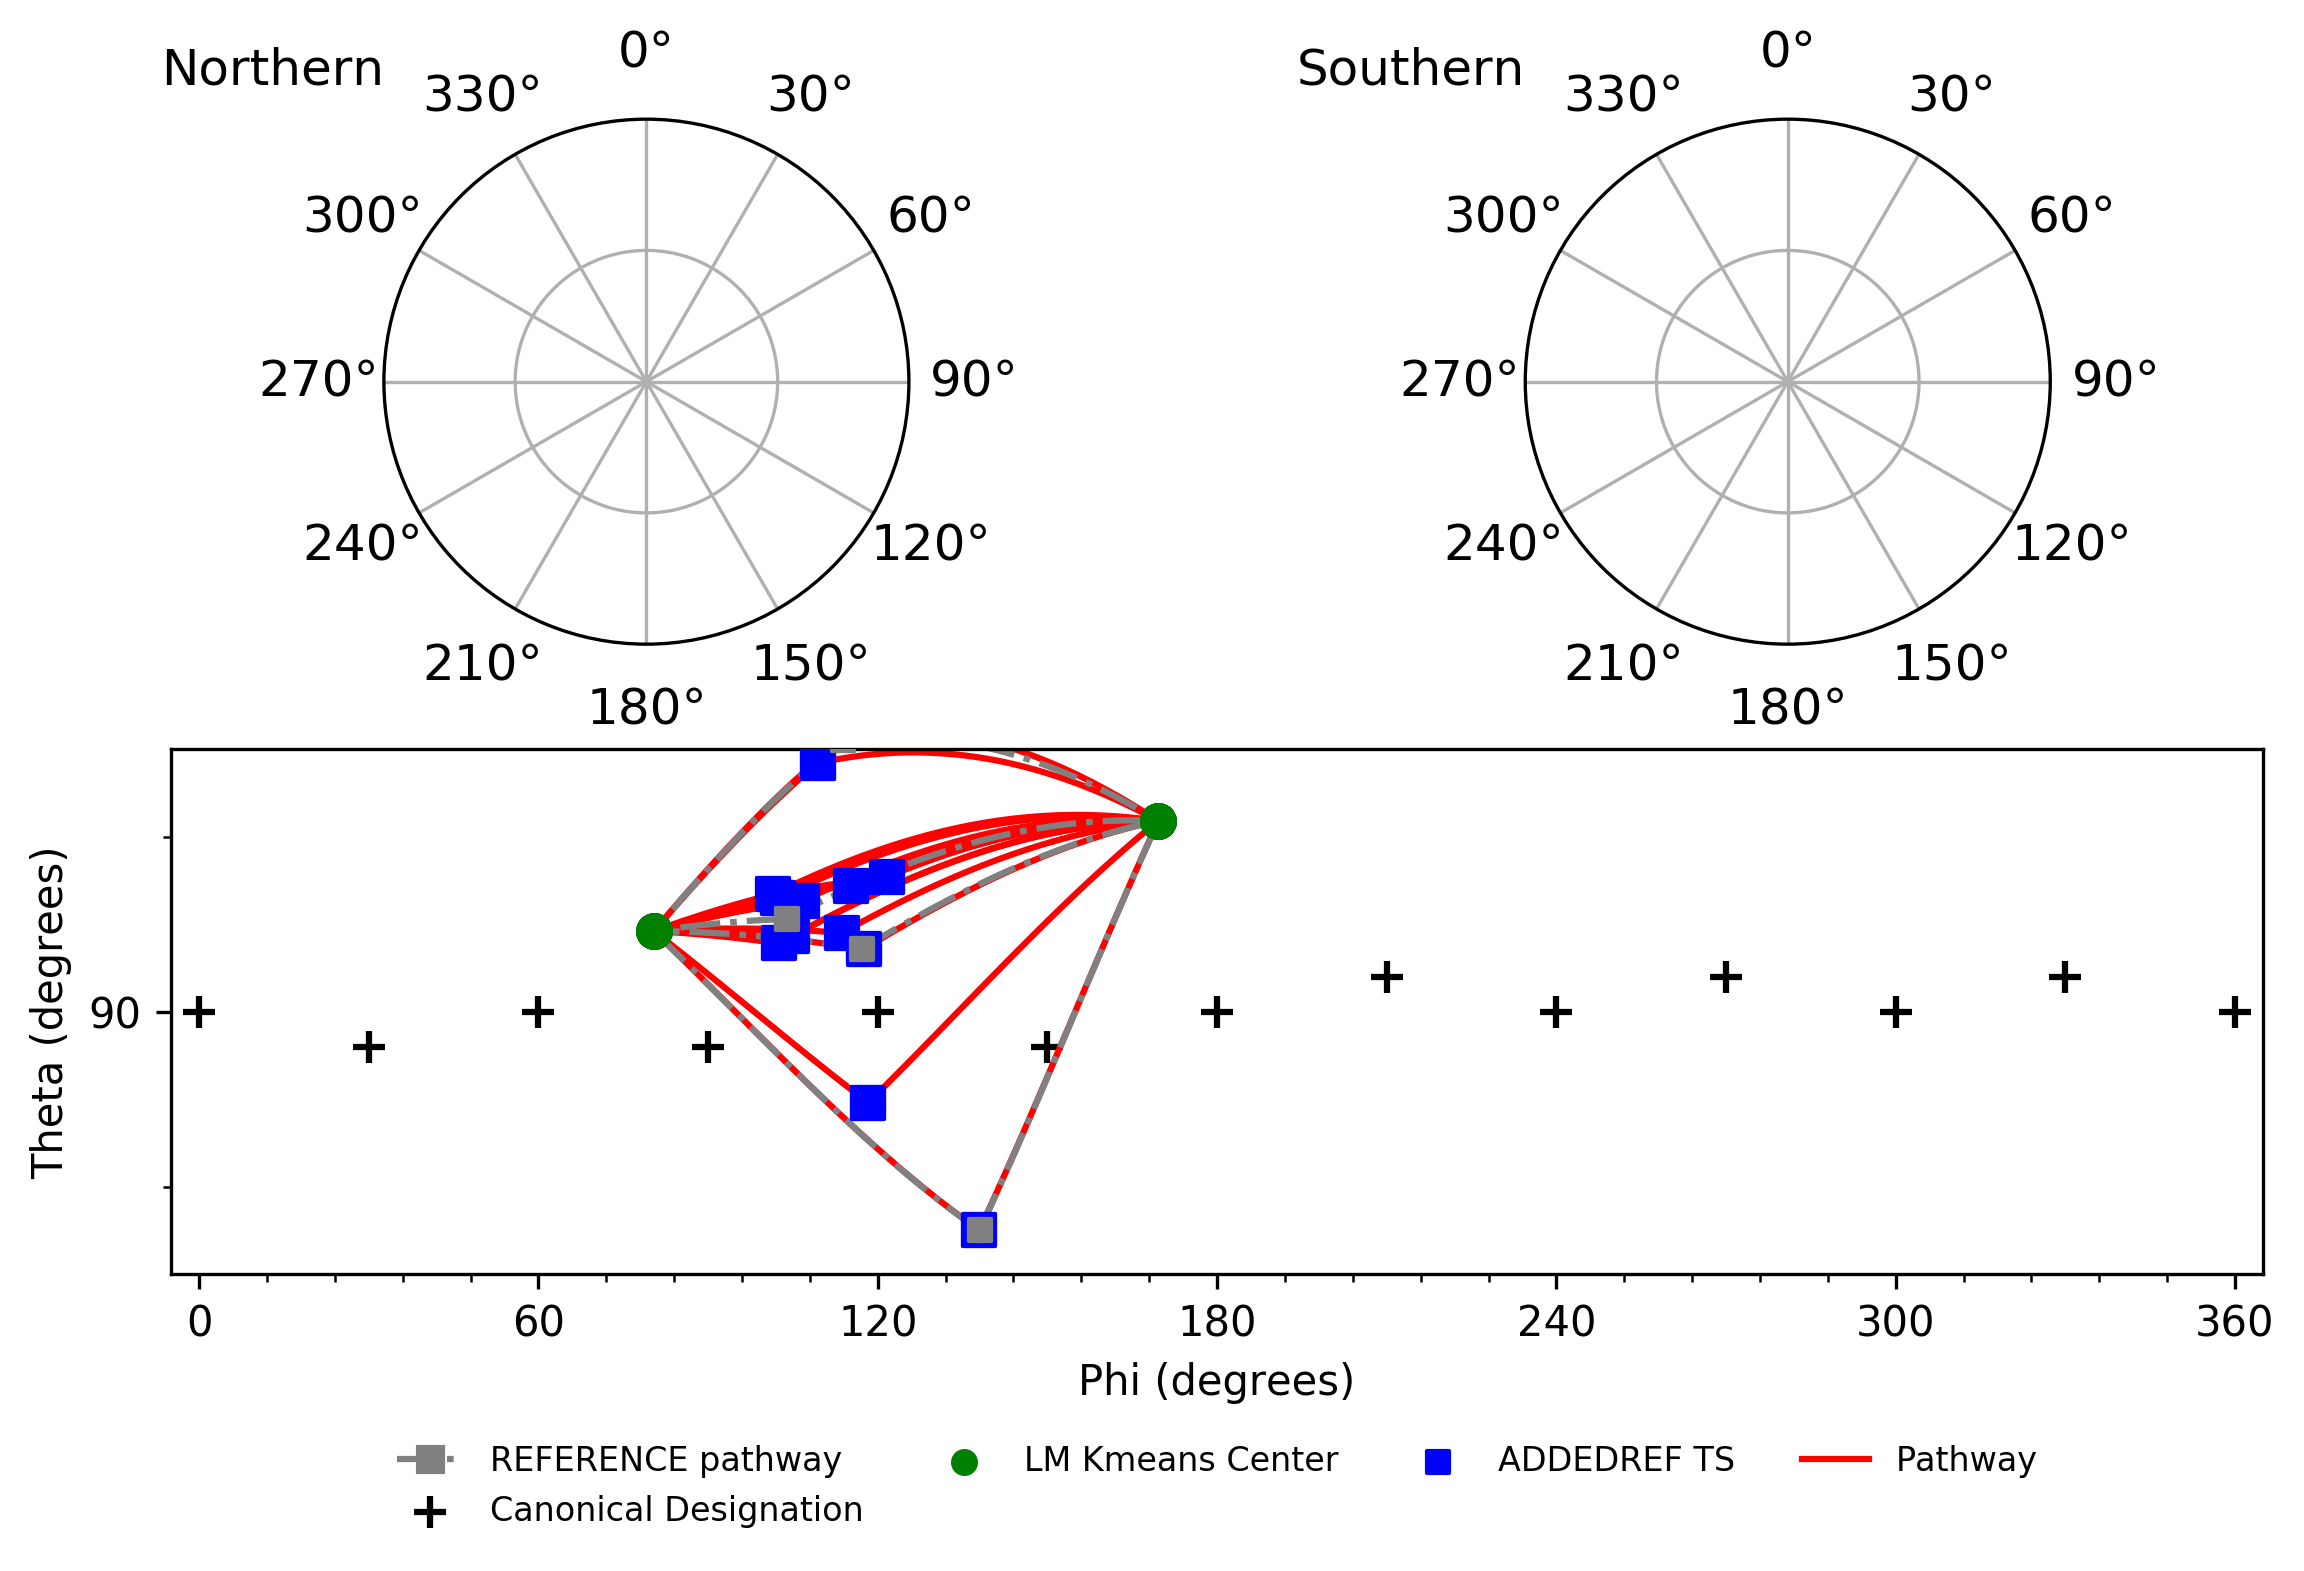 Northern
0°
30°
60°
90°
120°
150°
180°
210°
240°
270°
300°
330°
Southern
0°
30°
60°
90°
120°
150°
180°
210°
240°
270°
300°
330°
Theta (degrees)
90
0 60 120 180 240 300 360
Phi (degrees)
REFERENCE pathway
Canonical Designation
LM Kmeans Center
ADDEDREF TS
Pathway